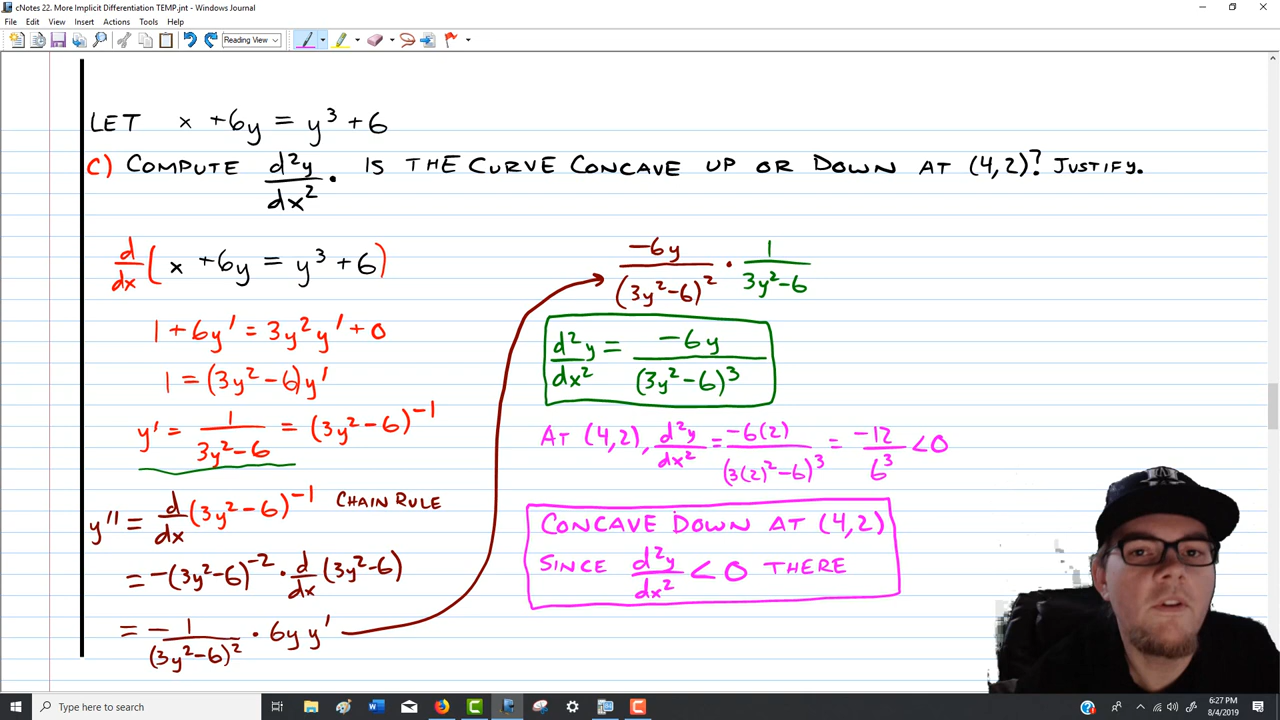 cNotes 22. More Implicit Differentiation TEMP.jnt - Windows Journal
File Edit View Insert Actions Tools Help
Reading View
LET x + 6y = y³ + 6
C) COMPUTE d²y/dx². IS THE CURVE CONCAVE UP OR DOWN AT (4,2)? JUSTIFY.
d/dx (x + 6y = y³ + 6)
1 + 6y' = 3y²y' + 0
1 = (3y² - 6)y'
y' = 1/(3y² - 6) = (3y² - 6)⁻¹
y'' = d/dx (3y² - 6)⁻¹ CHAIN RULE
= -(3y² - 6)⁻² · d/dx (3y² - 6)
= - 1/(3y² - 6)² · 6y y'
-6y/(3y² - 6)² · 1/(3y² - 6)
d²y/dx² = -6y/(3y² - 6)³
AT (4,2), d²y/dx² = -6(2)/(3(2)² - 6)³ = -12/6³ < 0
CONCAVE DOWN AT (4,2)
SINCE d²y/dx² < 0 THERE
Type here to search
6:27 PM
8/4/2019